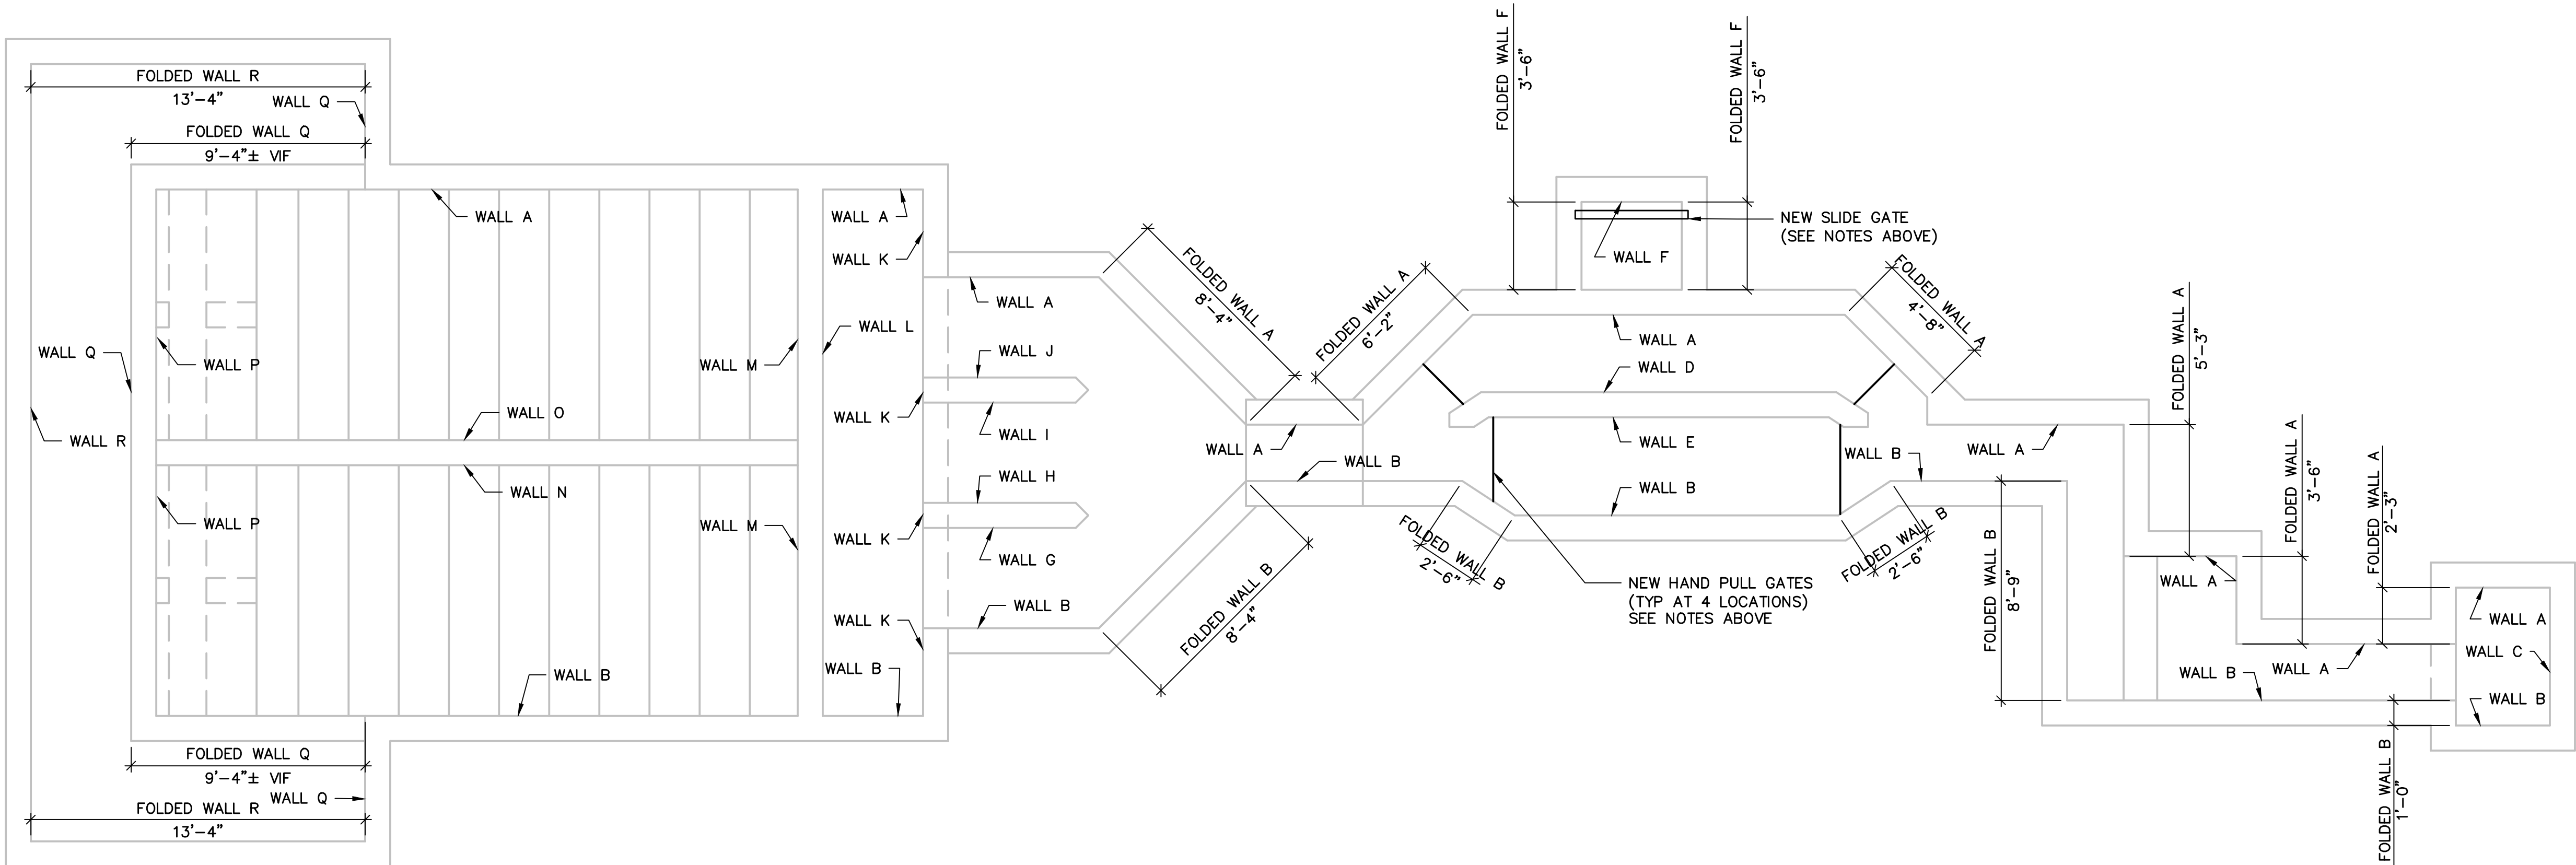 FOLDED WALL R
13'-4"
WALL Q
FOLDED WALL Q
9'-4"± VIF
WALL A
WALL A
WALL K
WALL A
WALL L
WALL J
WALL M
WALL Q
WALL P
WALL K
WALL O
WALL R
WALL I
WALL N
WALL H
WALL P
WALL M
WALL K
WALL G
WALL B
WALL K
WALL B
WALL B
FOLDED WALL Q
9'-4"± VIF
WALL Q
FOLDED WALL R
13'-4"
FOLDED WALL A
8'-4"
FOLDED WALL A
6'-2"
FOLDED WALL B
8'-4"
WALL A
WALL B
FOLDED WALL F
3'-6"
FOLDED WALL F
3'-6"
NEW SLIDE GATE
(SEE NOTES ABOVE)
WALL F
FOLDED WALL A
4'-8"
WALL A
WALL D
WALL E
WALL B
WALL B
FOLDED WALL B
2'-6"
FOLDED WALL B
2'-6"
NEW HAND PULL GATES
(TYP AT 4 LOCATIONS)
SEE NOTES ABOVE
WALL A
FOLDED WALL A
5'-3"
FOLDED WALL A
3'-6"
FOLDED WALL A
2'-3"
FOLDED WALL B
8'-9"
WALL A
WALL A
WALL C
WALL A
WALL B
WALL B
FOLDED WALL B
1'-0"